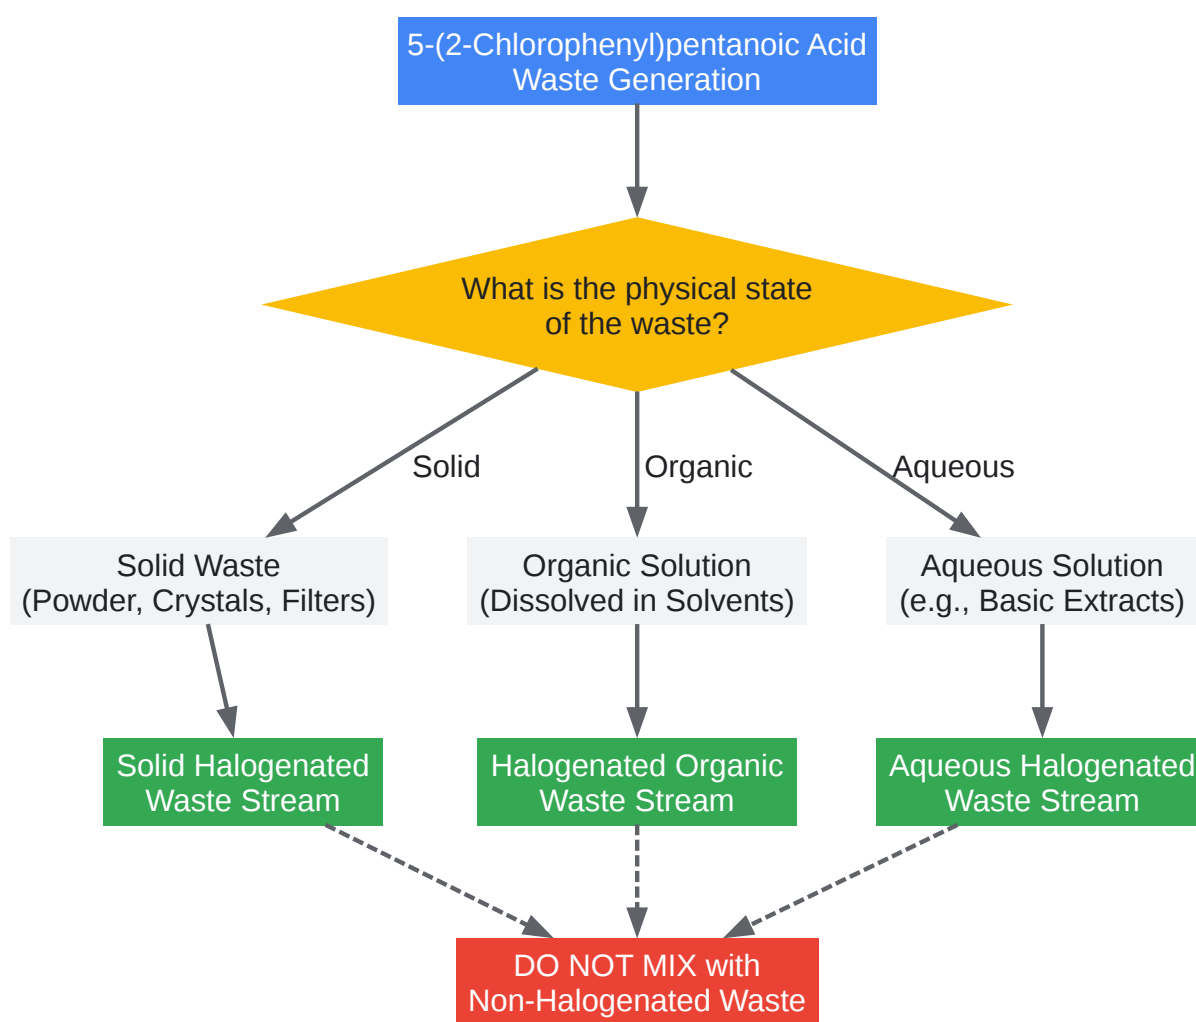 5-(2-Chlorophenyl)pentanoic Acid
Waste Generation
What is the physical state
of the waste?
Solid
Organic
Aqueous
Solid Waste
(Powder, Crystals, Filters)
Organic Solution
(Dissolved in Solvents)
Aqueous Solution
(e.g., Basic Extracts)
Solid Halogenated
Waste Stream
Halogenated Organic
Waste Stream
Aqueous Halogenated
Waste Stream
DO NOT MIX with
Non-Halogenated Waste